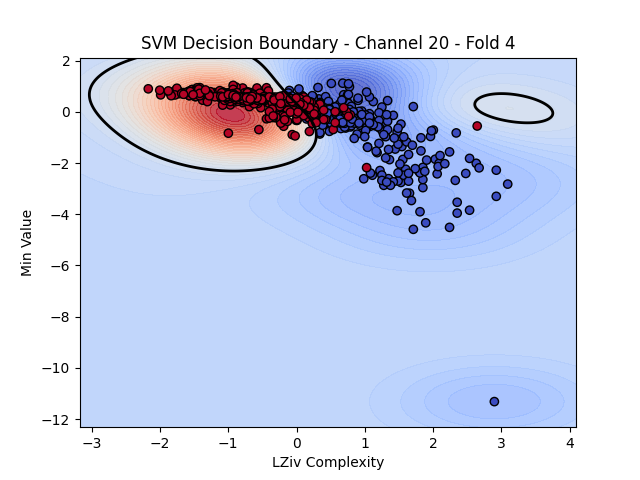 SVM Decision Boundary - Channel 20 - Fold 4
Min Value
2
0
−2
−4
−6
−8
−10
−12
−3 −2 −1 0 1 2 3 4
LZiv Complexity